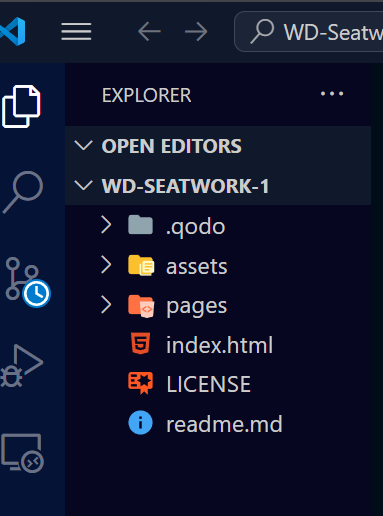 WD-Seatw
EXPLORER
OPEN EDITORS
WD-SEATWORK-1
.qodo
assets
pages
index.html
LICENSE
readme.md